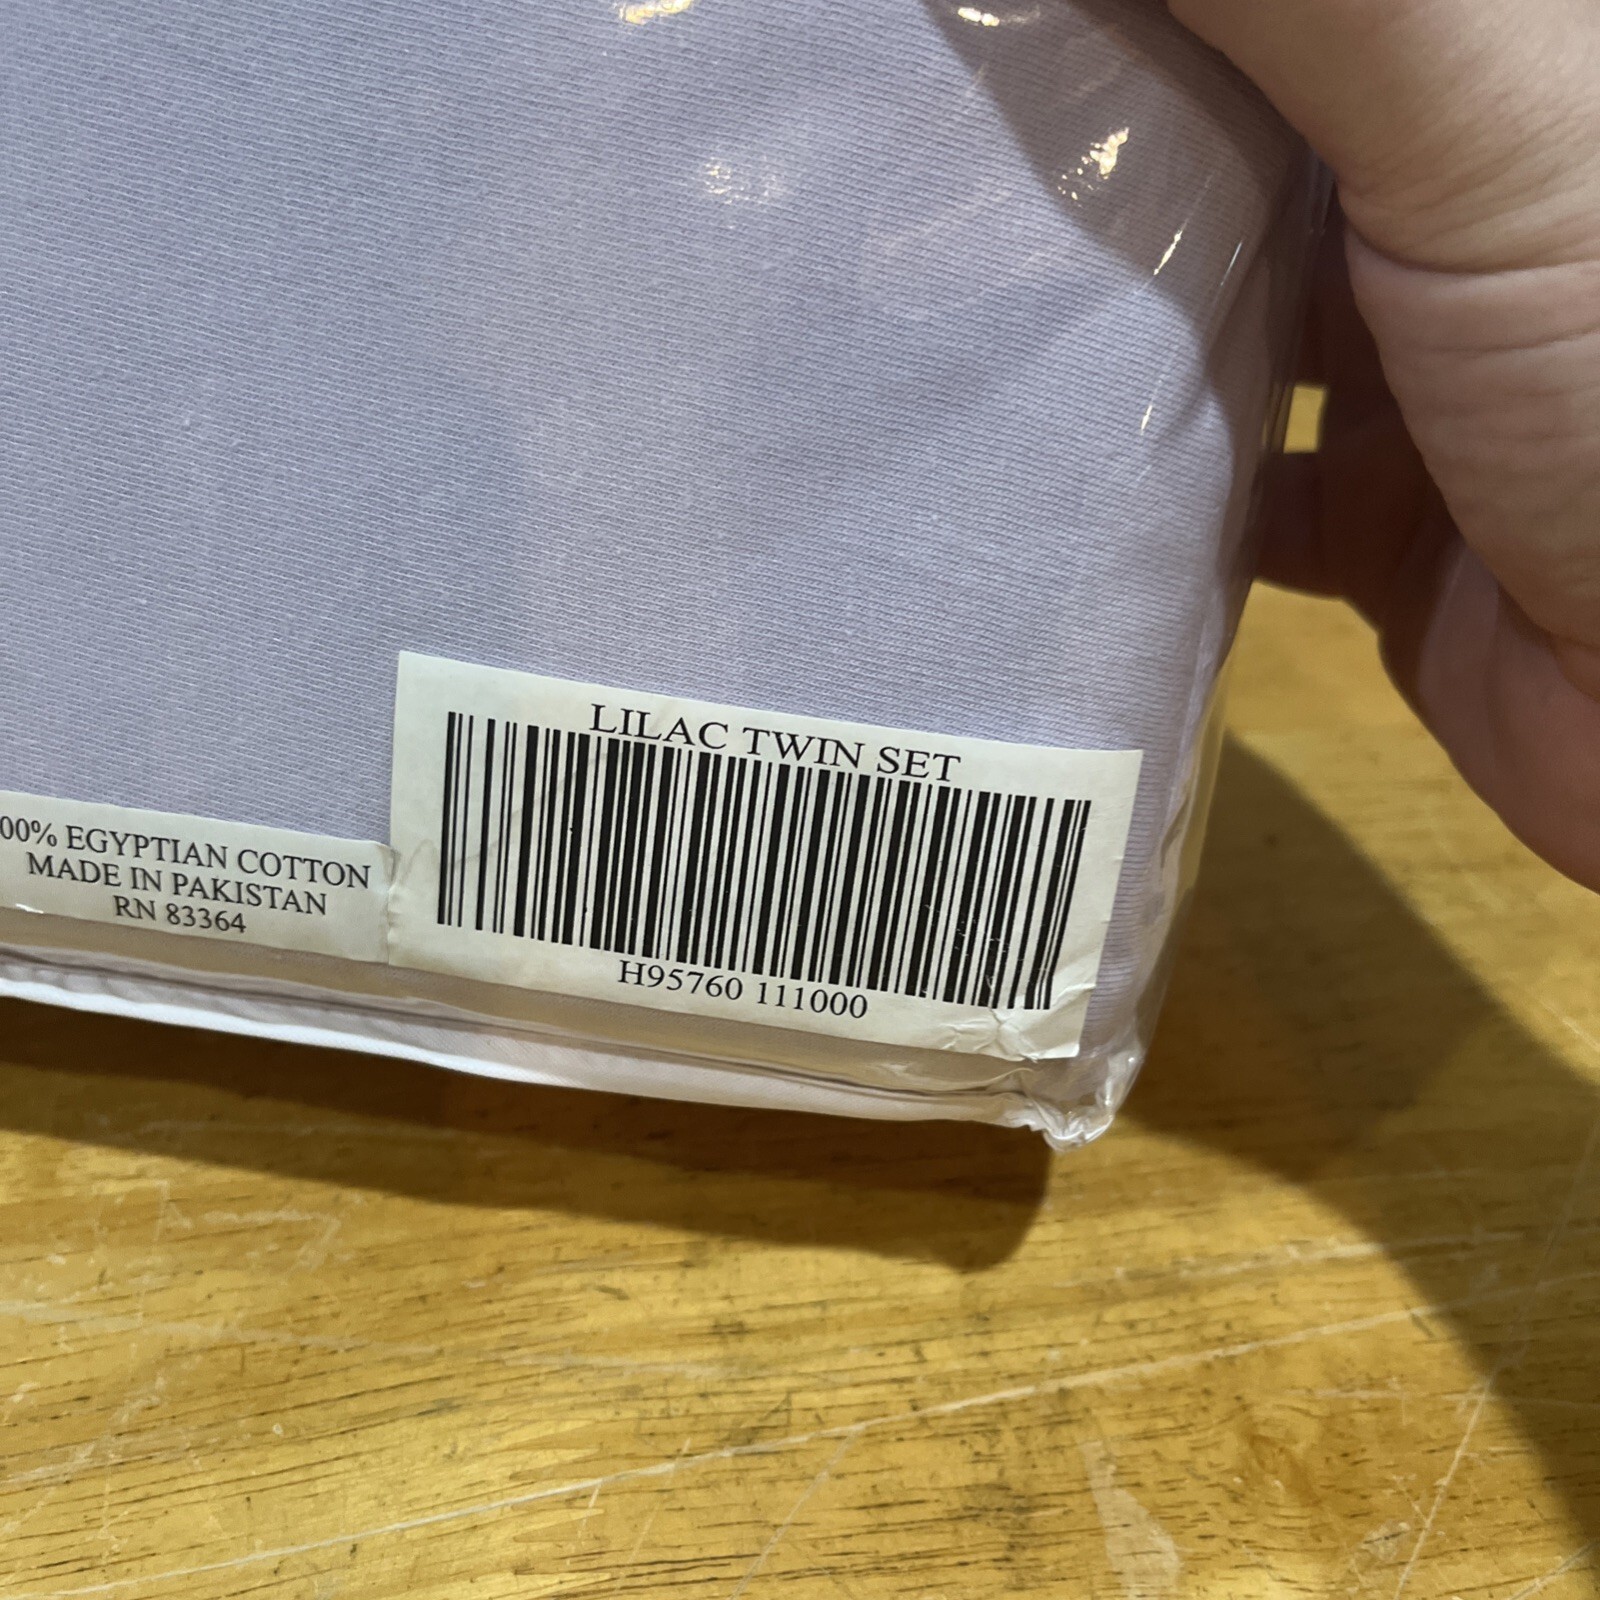 LILAC TWIN SET
00% EGYPTIAN COTTON
MADE IN PAKISTAN
RN 83364
H95760 111000